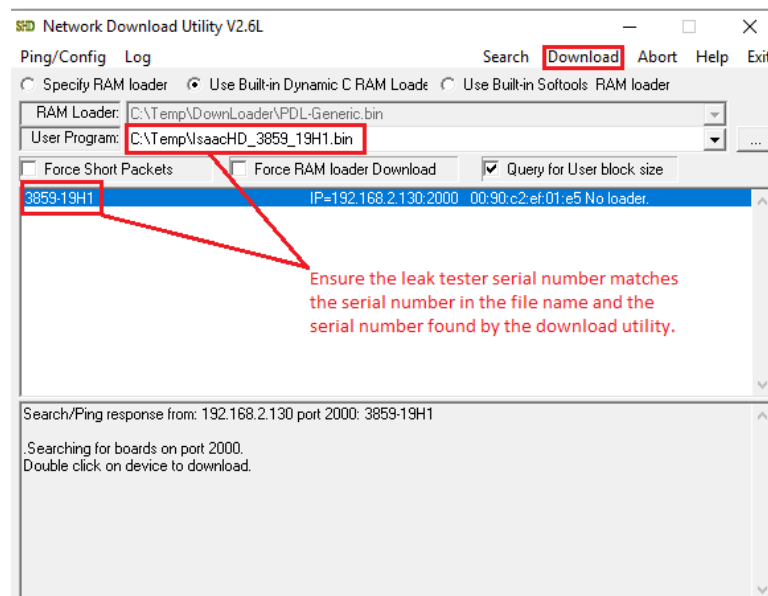 SHD Network Download Utility V2.6L
Ping/Config Log Search Download Abort Help Exit
Specify RAM loader Use Built-in Dynamic C RAM Loade Use Built-in Softools RAM loader
RAM Loader: C:\Temp\DownLoader\PDL-Generic.bin
User Program: C:\Temp\IsaacHD_3859_19H1.bin ...
Force Short Packets Force RAM loader Download Query for User block size
3859-19H1 IP=192.168.2.130:2000 00:90:c2:ef:01:e5 No loader.
Ensure the leak tester serial number matches
the serial number in the file name and the
serial number found by the download utility.
Search/Ping response from: 192.168.2.130 port 2000: 3859-19H1
.Searching for boards on port 2000.
Double click on device to download.